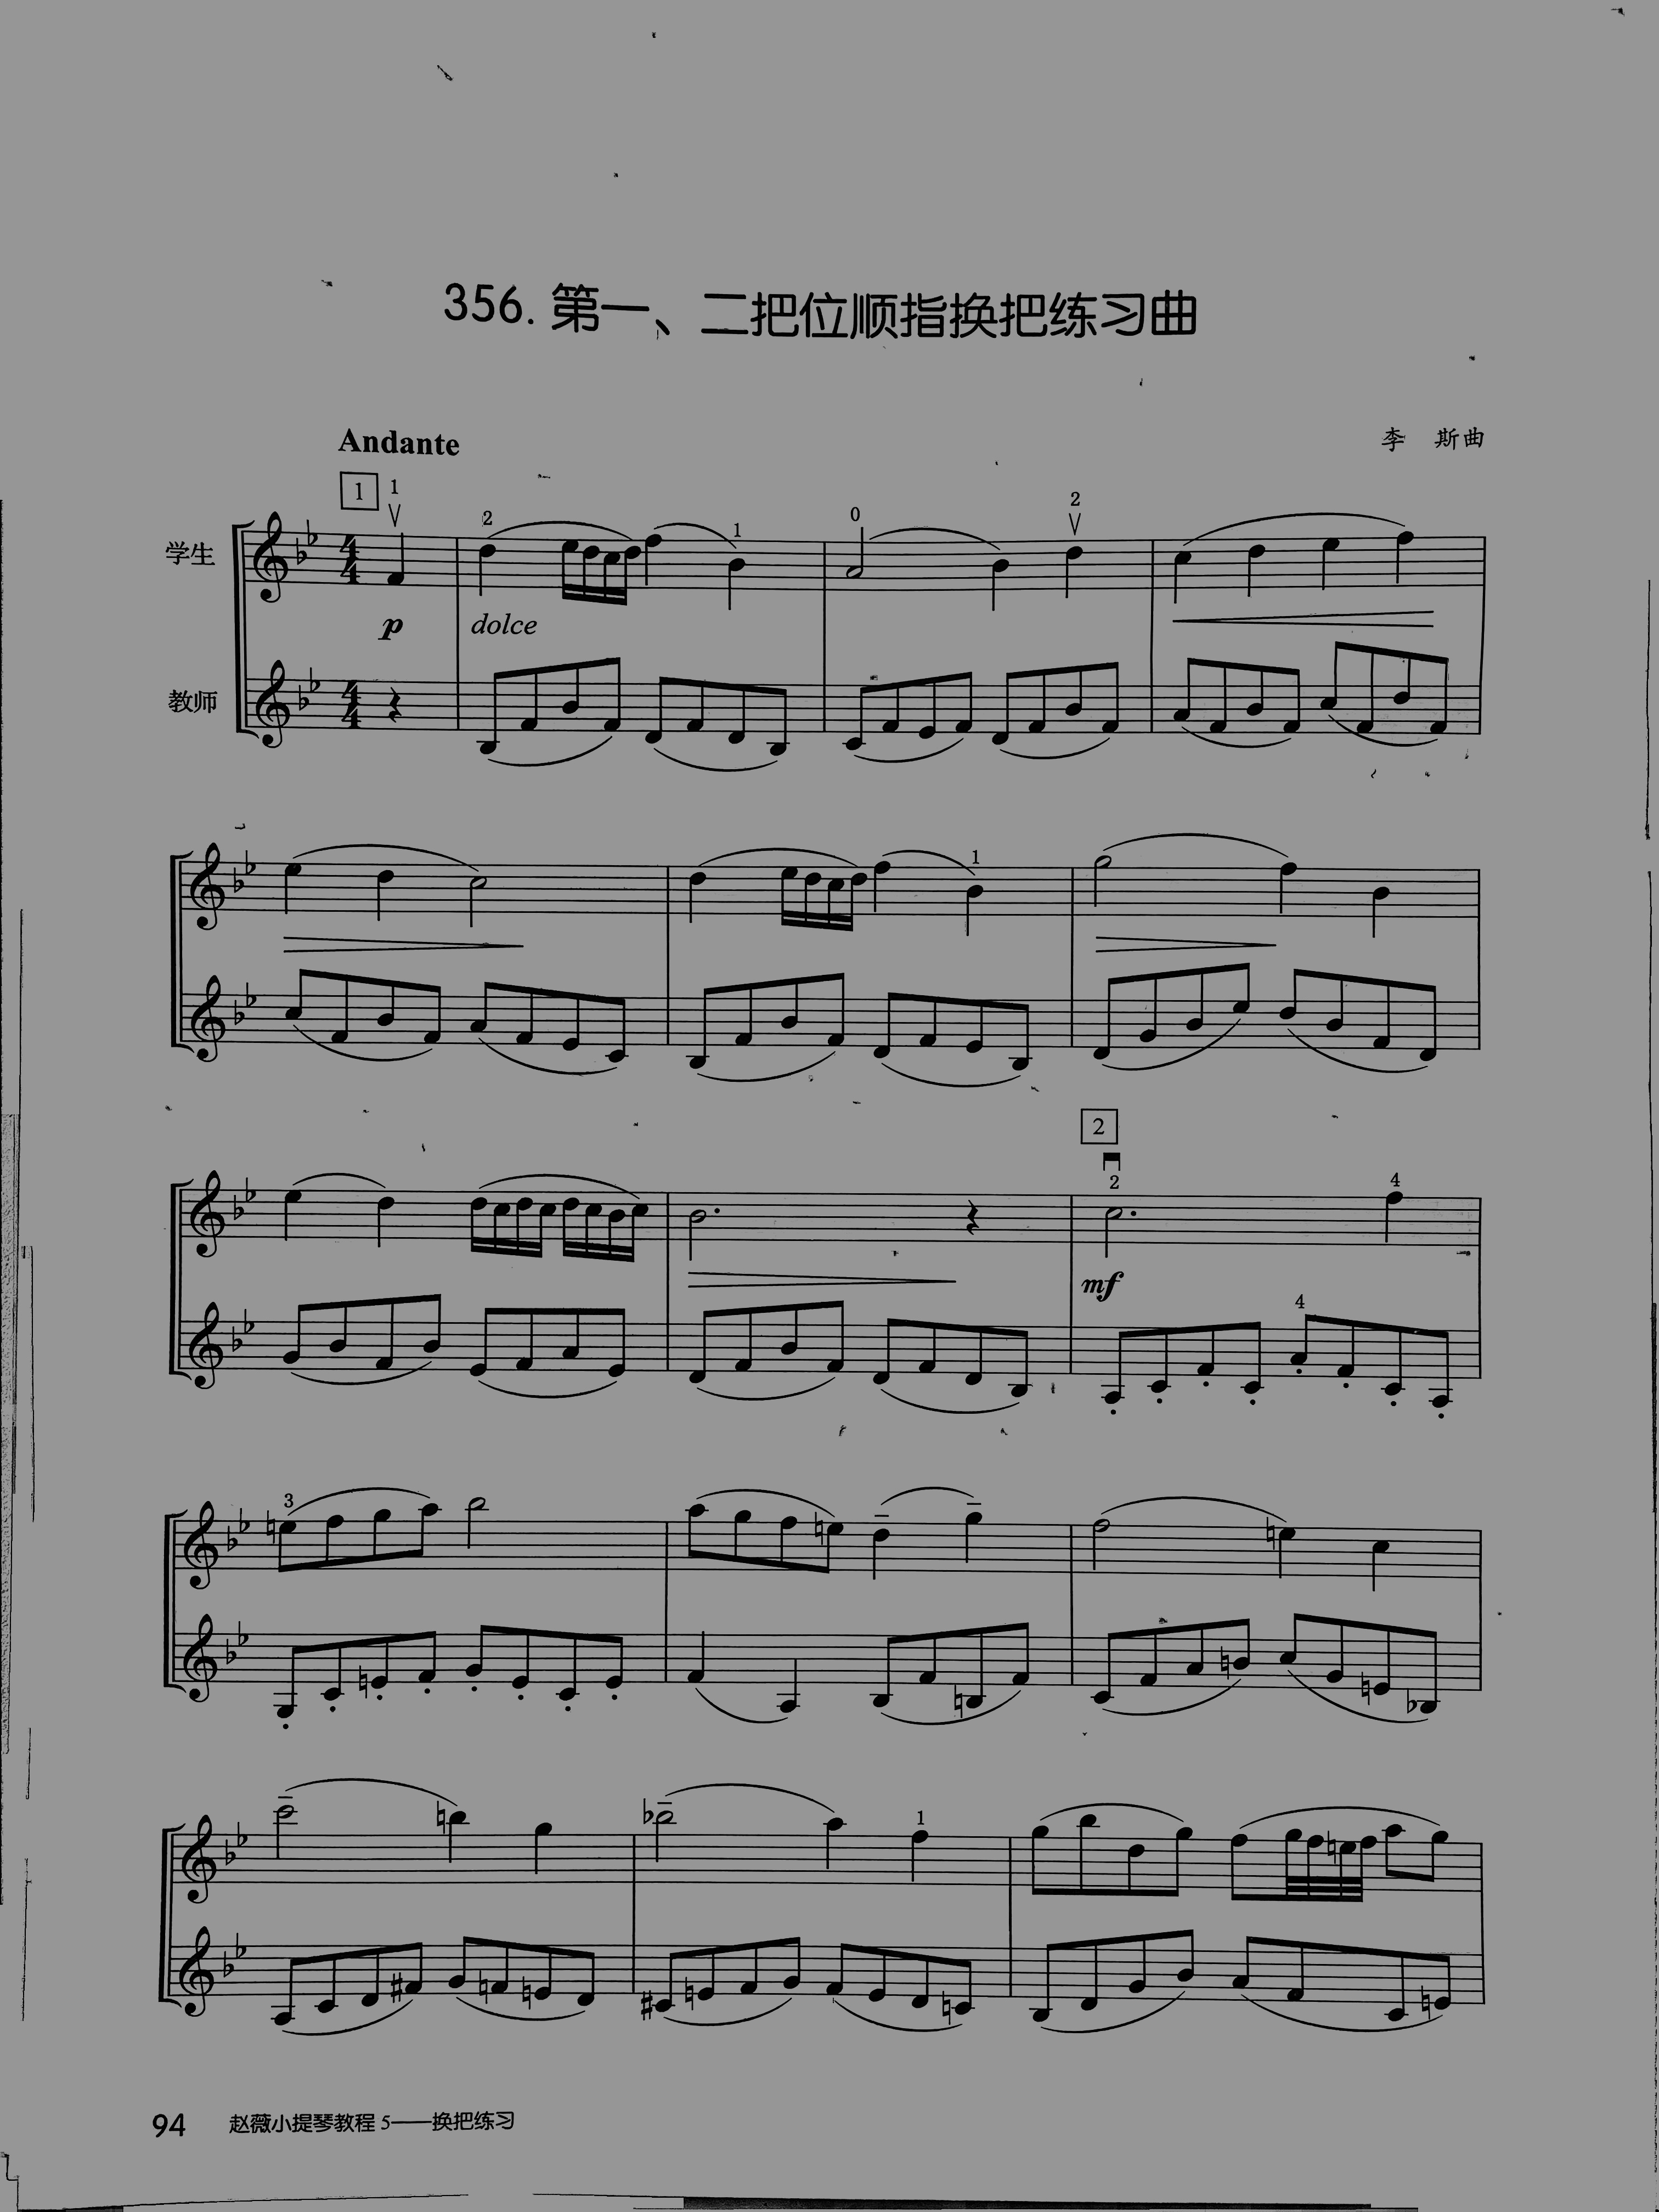 356. 第一、二把位顺指换把练习曲
Andante
李 斯曲
1 1
2 1 0 2
学生
p dolce
教师
1
2
2 4
mf
4
3
1
94 赵薇小提琴教程 5——换把练习